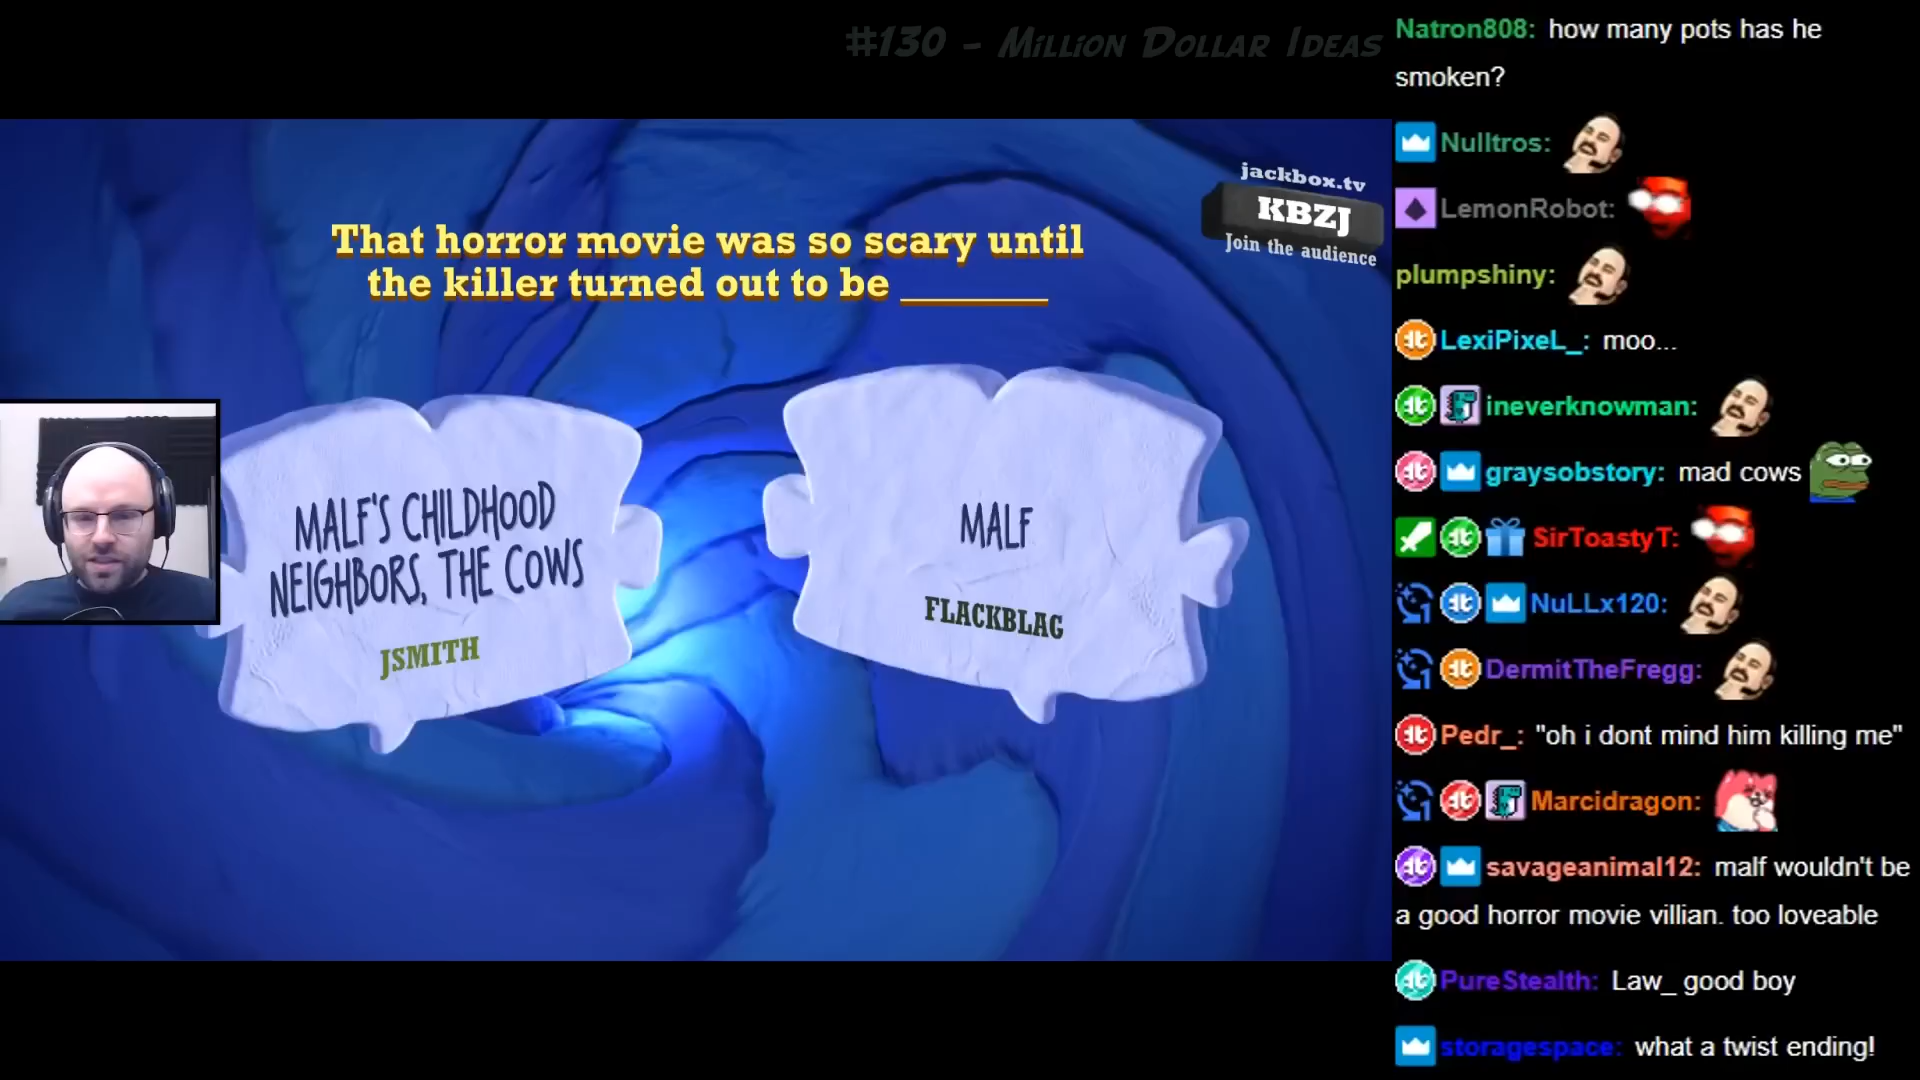 #130 - Million Dollar Ideas
jackbox.tv
KBZJ
Join the audience
That horror movie was so scary until
the killer turned out to be ______
MALF'S CHILDHOOD
NEIGHBORS, THE COWS
JSMITH
MALF
FLACKBLAG
Natron808: how many pots has he
smoken?
Nulltros:
LemonRobot:
plumpshiny:
LexiPixeL_: moo...
ineverknowman:
graysobstory: mad cows
SirToastyT:
NuLLx120:
DermitTheFregg:
Pedr_: "oh i dont mind him killing me"
Marcidragon:
savageanimal12: malf wouldn't be
a good horror movie villian. too loveable
PureStealth: Law_ good boy
storagespace: what a twist ending!